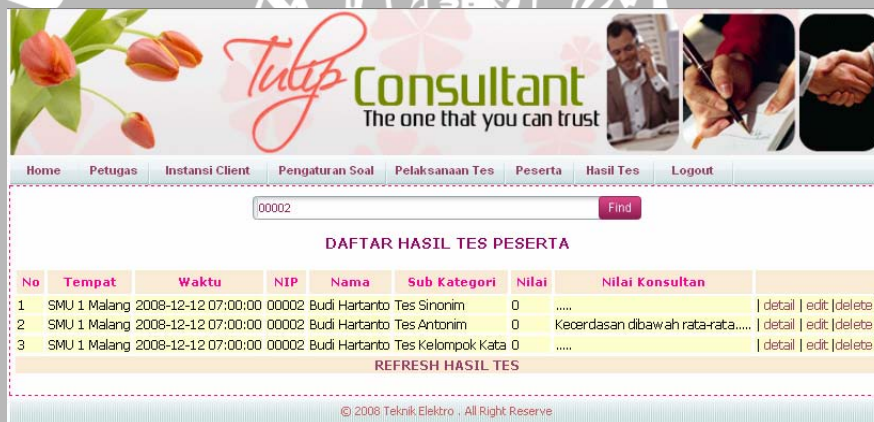 Tulip Consultant
The one that you can trust
Home Petugas Instansi Client Pengaturan Soal Pelaksanaan Tes Peserta Hasil Tes Logout
00002 Find
DAFTAR HASIL TES PESERTA
No Tempat Waktu NIP Nama Sub Kategori Nilai Nilai Konsultan
1 SMU 1 Malang 2008-12-12 07:00:00 00002 Budi Hartanto Tes Sinonim 0 ..... | detail | edit |delete
2 SMU 1 Malang 2008-12-12 07:00:00 00002 Budi Hartanto Tes Antonim 0 Kecerdasan dibawah rata-rata..... | detail | edit |delete
3 SMU 1 Malang 2008-12-12 07:00:00 00002 Budi Hartanto Tes Kelompok Kata 0 ..... | detail | edit |delete
REFRESH HASIL TES
© 2008 Teknik Elektro . All Right Reserve